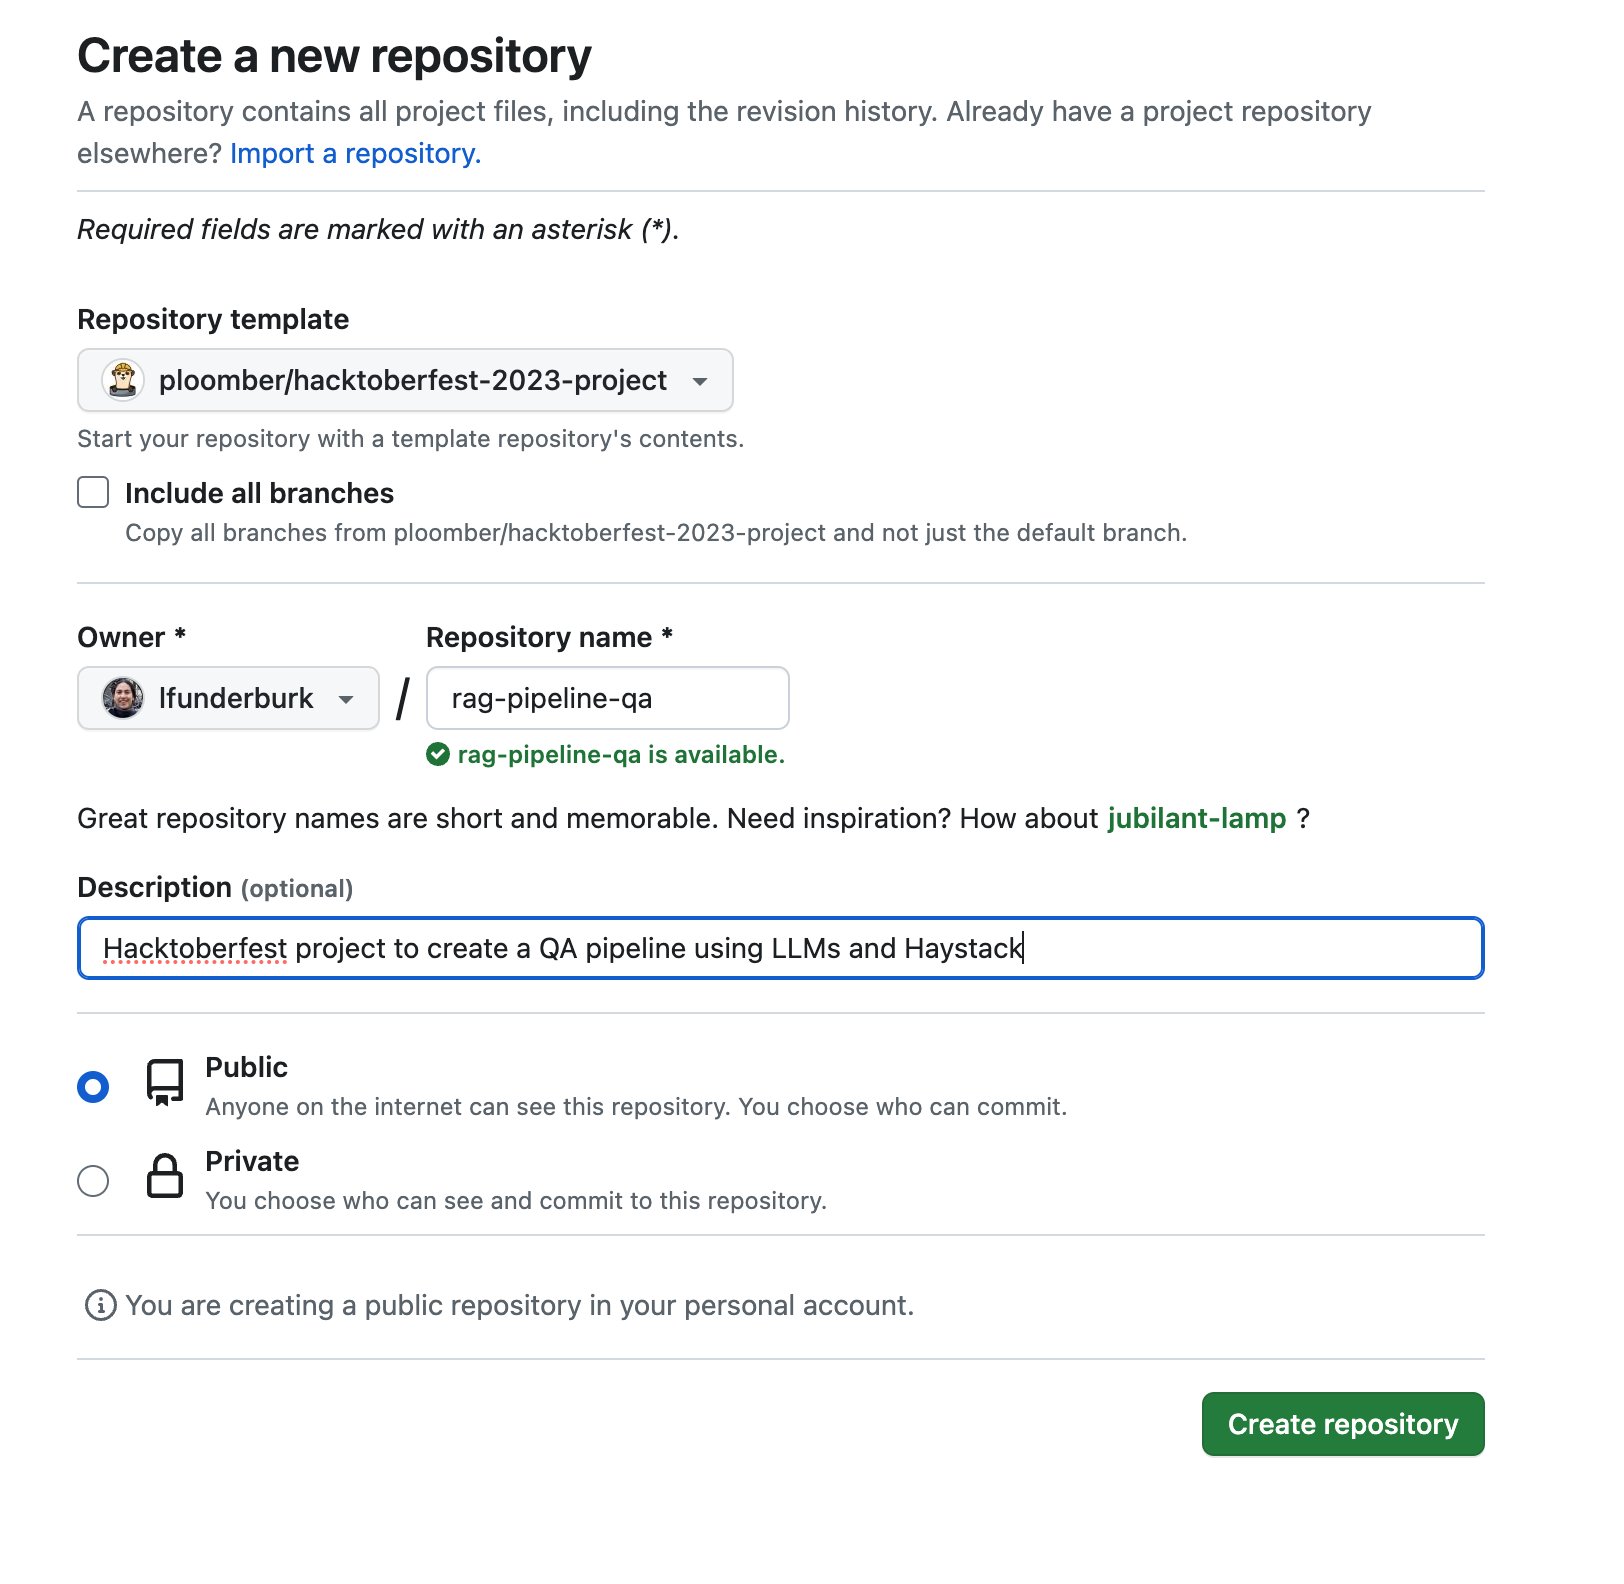 Create a new repository
A repository contains all project files, including the revision history. Already have a project repository
elsewhere? Import a repository.
Required fields are marked with an asterisk (*).
Repository template
ploomber/hacktoberfest-2023-project
Start your repository with a template repository's contents.
Include all branches
Copy all branches from ploomber/hacktoberfest-2023-project and not just the default branch.
Owner * Repository name *
lfunderburk / rag-pipeline-qa
rag-pipeline-qa is available.
Great repository names are short and memorable. Need inspiration? How about jubilant-lamp ?
Description (optional)
Hacktoberfest project to create a QA pipeline using LLMs and Haystack
Public
Anyone on the internet can see this repository. You choose who can commit.
Private
You choose who can see and commit to this repository.
You are creating a public repository in your personal account.
Create repository